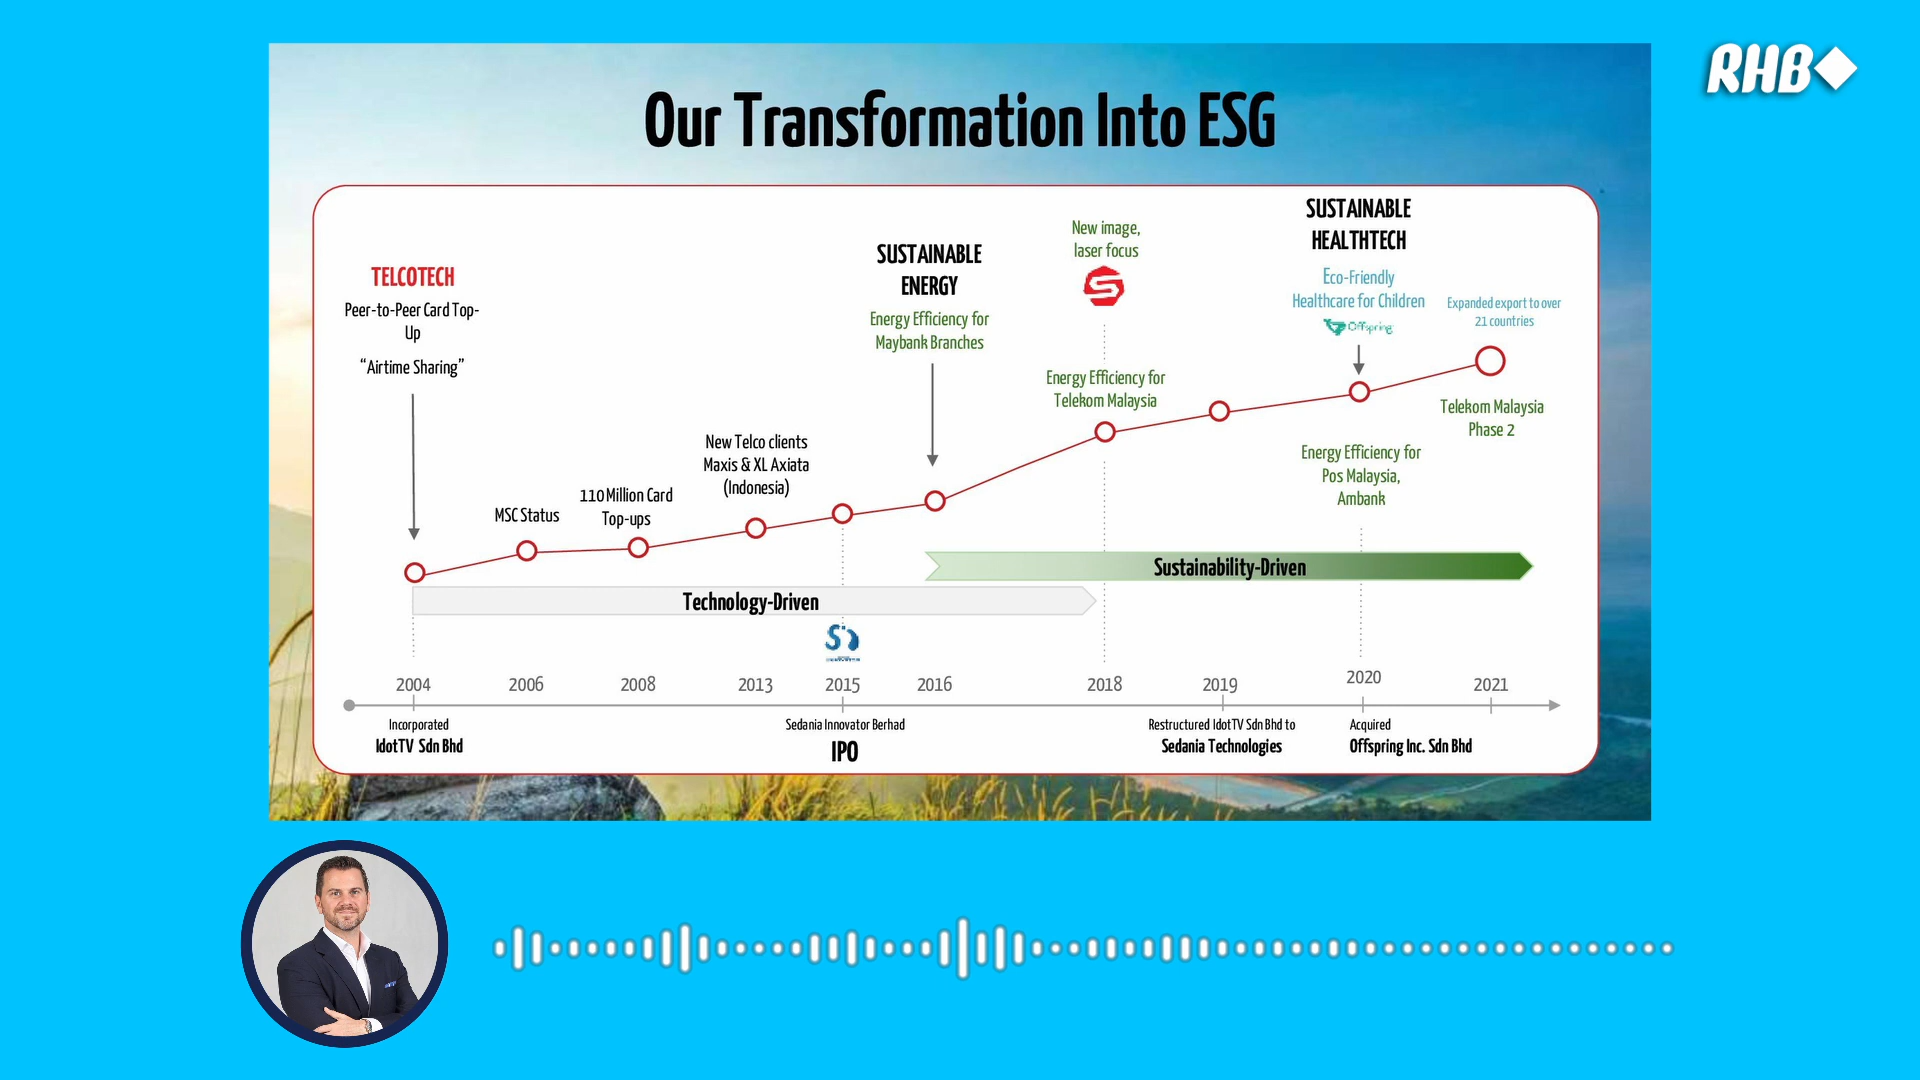 RHB
Our Transformation Into ESG
TELCOTECH
Peer-to-Peer Card Top-
Up
“Airtime Sharing”
MSC Status
110 Million Card
Top-ups
New Telco clients
Maxis & XL Axiata
(Indonesia)
SUSTAINABLE
ENERGY
Energy Efficiency for
Maybank Branches
New image,
laser focus
Energy Efficiency for
Telekom Malaysia
SUSTAINABLE
HEALTHTECH
Eco-Friendly
Healthcare for Children
Offspring
Expanded export to over
21 countries
Telekom Malaysia
Phase 2
Energy Efficiency for
Pos Malaysia,
Ambank
Sustainability-Driven
Technology-Driven
2004
2006
2008
2013
2015
2016
2018
2019
2020
2021
Incorporated
IdotTV Sdn Bhd
Sedania Innovator Berhad
IPO
Restructured IdotTV Sdn Bhd to
Sedania Technologies
Acquired
Offspring Inc. Sdn Bhd